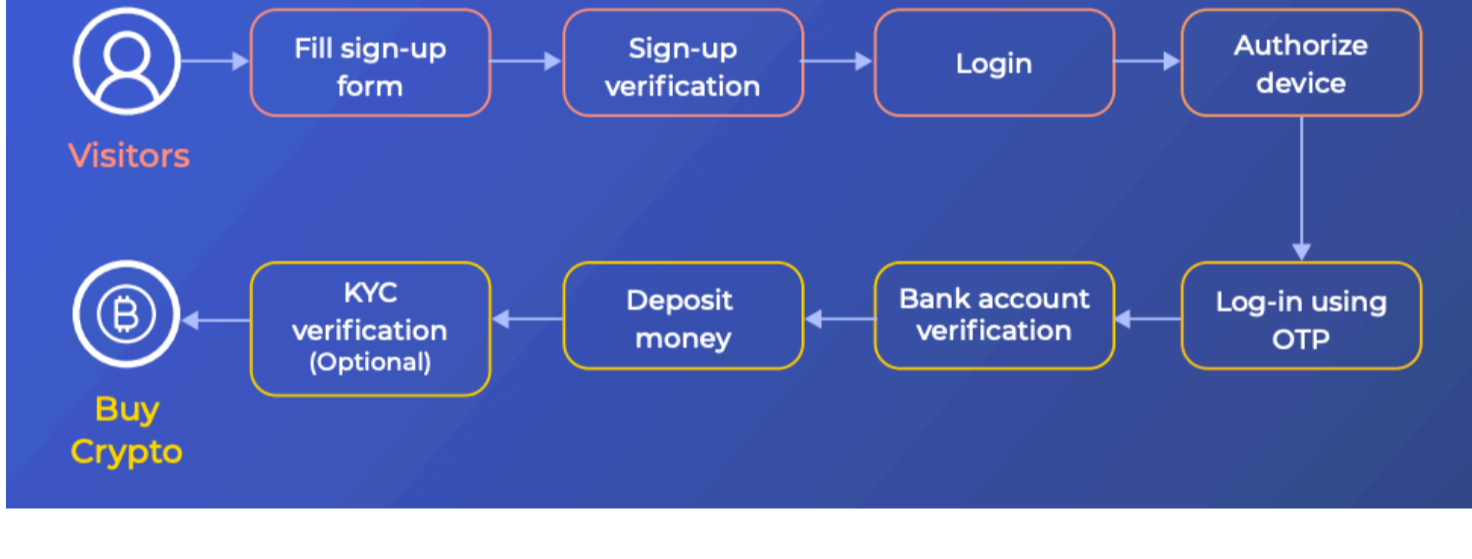 Fill sign-up
form
Sign-up
verification
Login
Authorize
device
Visitors
Log-in using
OTP
Bank account
verification
Deposit
money
KYC
verification
(Optional)
Buy
Crypto